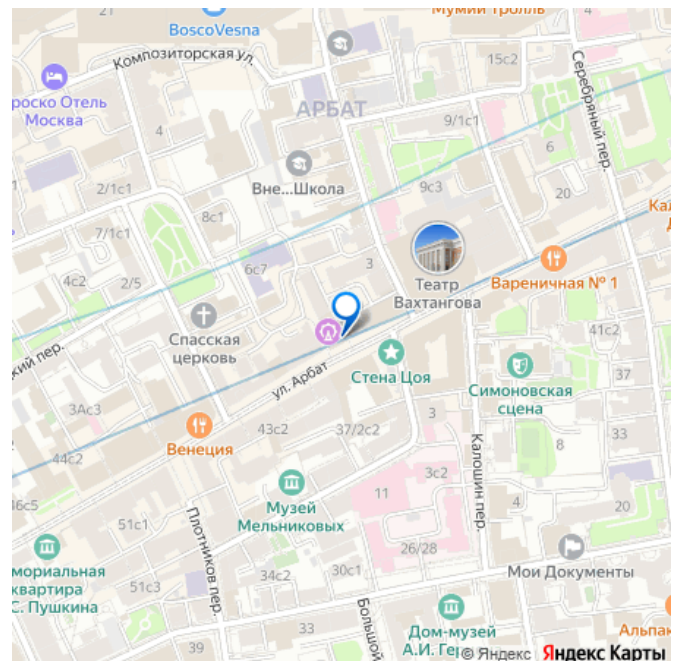 21
BoscoVesna
Мумий Тролль
Композиторская ул.
15с2
роско Отель
Москва
АРБАТ
Серебряный пер.
4
9/1с1
6
Вне...Школа
2/1с1
9с3
20
8с1
Ка
7/1с1
4с2
2/5
6с7
3
Театр
Вахтангова
Вареничная № 1
Спасская
церковь
кий пер.
ул. Арбат
Стена Цоя
41с2
37
Симоновская
сцена
3Ас3
Венеция
43с2
37/2с2
3
33
44с2
8
Калошин пер.
3с2
11
Музей
Мельниковых
4
20
46с5
51с1
Плотников пер.
26/28
Мои Документы
мориальная
квартира
С. Пушкина
51с3
34с2
30с1
Большой
33
Дом-музей
А.И. Гер
Альпак
39
© Яндекс Яндекс Карты